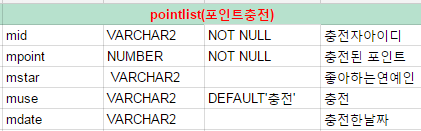 pointlist(포인트충전)
mid VARCHAR2 NOT NULL 충전자아이디
mpoint NUMBER NOT NULL 충전된 포인트
mstar VARCHAR2 좋아하는연예인
muse VARCHAR2 DEFAULT'충전' 충전
mdate VARCHAR2 충전한날짜